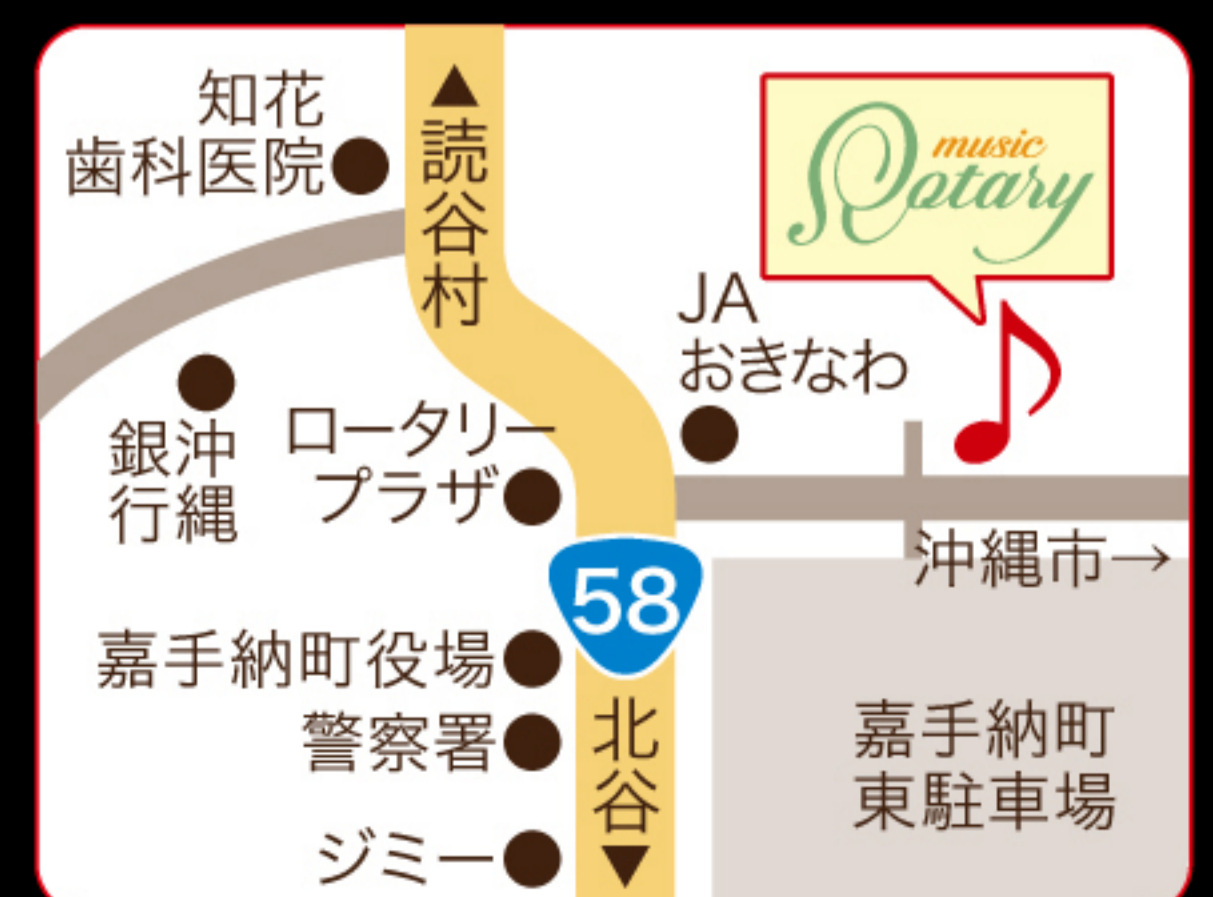 知花
歯科医院
▲読谷村
music
Rotary
JA
おきなわ
銀沖
行縄
ロータリー
プラザ
沖縄市→
58
嘉手納町役場
警察署
ジミー
北谷▼
嘉手納町
東駐車場